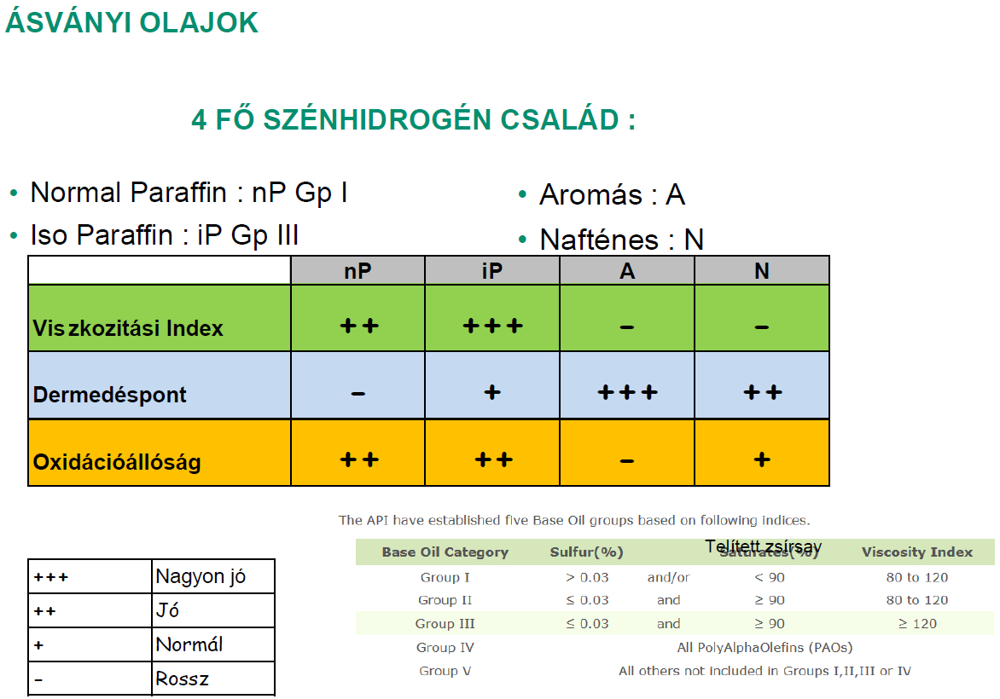 ÁSVÁNYI OLAJOK
4 FŐ SZÉNHIDROGÉN CSALÁD :
• Normal Paraffin : nP Gp I
• Iso Paraffin : iP Gp III
• Aromás : A
• Nafténes : N
nP iP A N
Viszkozitási Index ++ +++ – –
Dermedéspont – + +++ ++
Oxidációállóság ++ ++ – +
The API have established five Base Oil groups based on following indices.
Telített zsírsav
Base Oil Category Sulfur(%) Saturates(%) Viscosity Index
Group I > 0.03 and/or < 90 80 to 120
Group II ≤ 0.03 and ≥ 90 80 to 120
Group III ≤ 0.03 and ≥ 90 ≥ 120
Group IV All PolyAlphaOlefins (PAOs)
Group V All others not included in Groups I,II,III or IV
+++ Nagyon jó
++ Jó
+ Normál
– Rossz